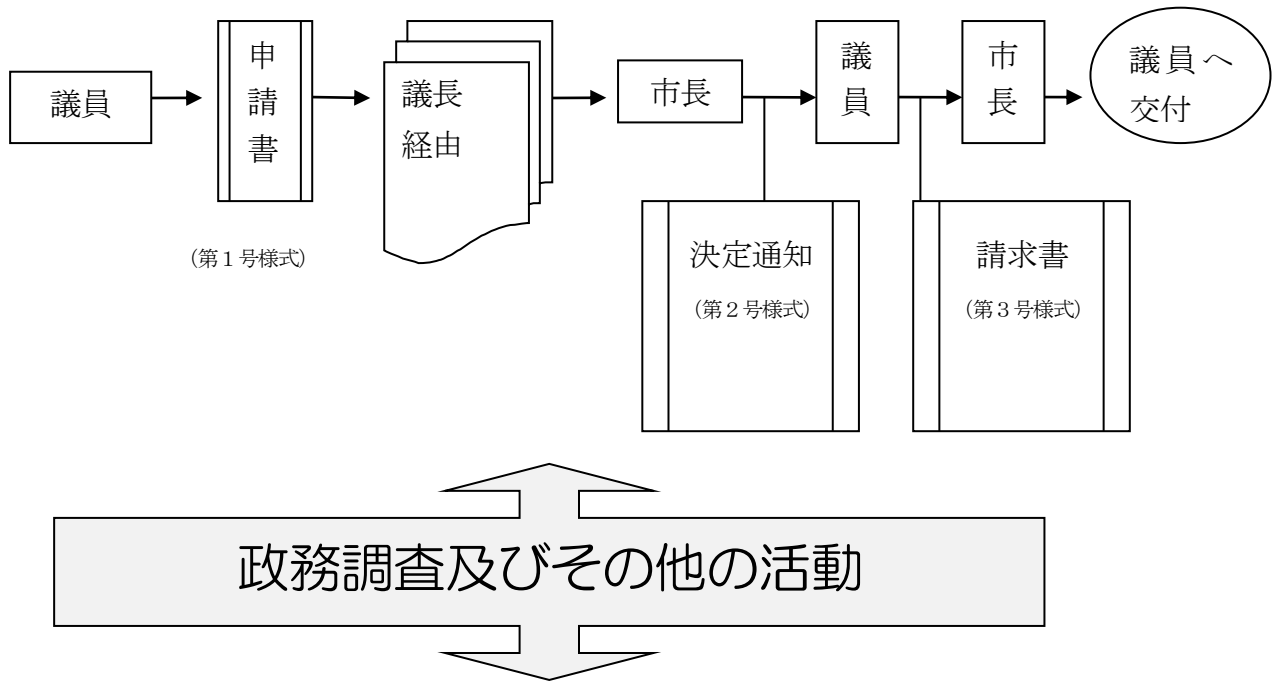 議員
申請書
(第1号様式)
議長
経由
市長
決定通知
(第2号様式)
議員
請求書
(第3号様式)
市長
議員へ
交付
政務調査及びその他の活動